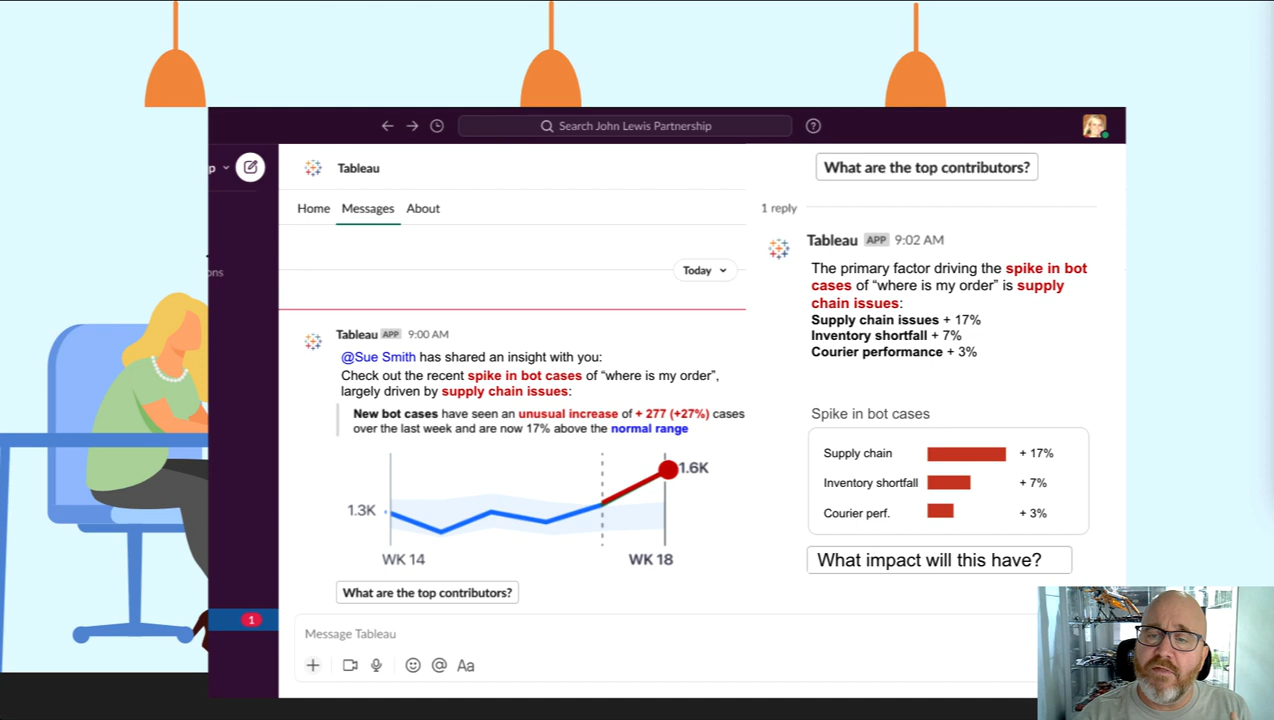 Search John Lewis Partnership
p
ons
1
Tableau
Home Messages About
Today
Tableau APP 9:00 AM
@Sue Smith has shared an insight with you:
Check out the recent spike in bot cases of “where is my order”,
largely driven by supply chain issues:
New bot cases have seen an unusual increase of + 277 (+27%) cases
over the last week and are now 17% above the normal range
1.6K
1.3K
WK 14 WK 18
What are the top contributors?
Message Tableau
Aa
What are the top contributors?
1 reply
Tableau APP 9:02 AM
The primary factor driving the spike in bot
cases of “where is my order” is supply
chain issues:
Supply chain issues + 17%
Inventory shortfall + 7%
Courier performance + 3%
Spike in bot cases
Supply chain + 17%
Inventory shortfall + 7%
Courier perf. + 3%
What impact will this have?